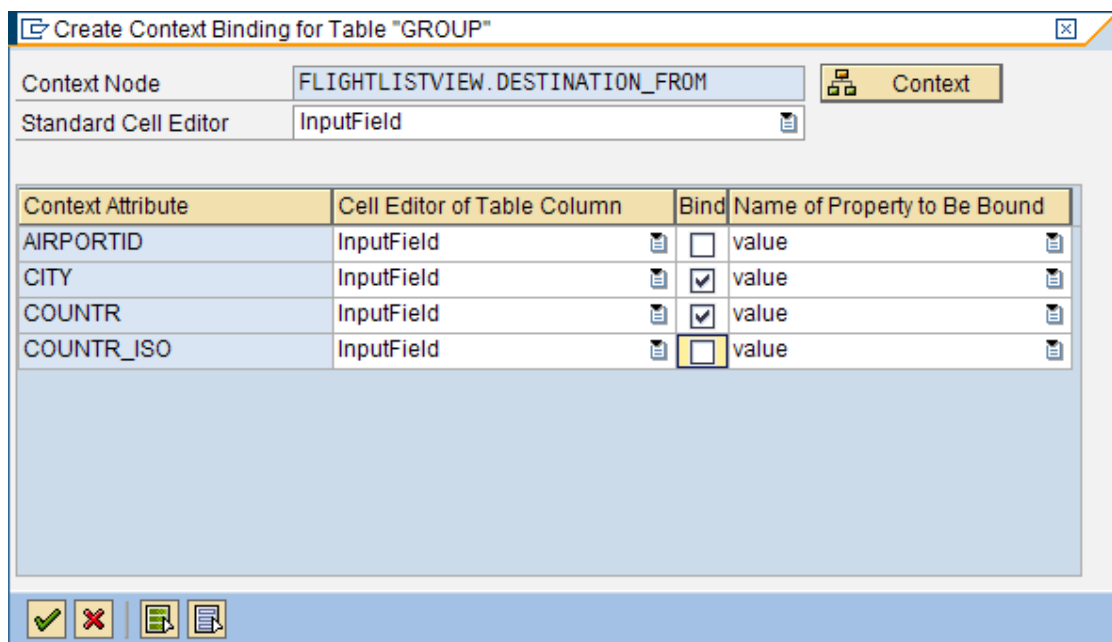 Create Context Binding for Table "GROUP"
Context Node FLIGHTLISTVIEW.DESTINATION_FROM Context
Standard Cell Editor InputField
Context Attribute Cell Editor of Table Column Bind Name of Property to Be Bound
AIRPORTID InputField value
CITY InputField value
COUNTR InputField value
COUNTR_ISO InputField value